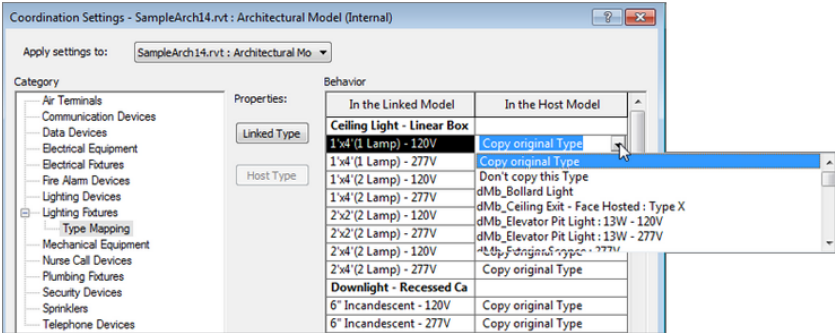 Coordination Settings - SampleArch14.rvt : Architectural Model (Internal)
Apply settings to: SampleArch14.rvt : Architectural Mo
Category
Air Terminals
Communication Devices
Data Devices
Electrical Equipment
Electrical Fixtures
Fire Alarm Devices
Lighting Devices
Lighting Fixtures
Type Mapping
Mechanical Equipment
Nurse Call Devices
Plumbing Fixtures
Security Devices
Sprinklers
Telephone Devices
Properties:
Linked Type
Host Type
Behavior
In the Linked Model In the Host Model
Ceiling Light - Linear Box
1'x4'(1 Lamp) - 120V Copy original Type
1'x4'(1 Lamp) - 277V
1'x4'(2 Lamp) - 120V
1'x4'(2 Lamp) - 277V
2'x2'(2 Lamp) - 120V
2'x2'(2 Lamp) - 277V
2'x4'(2 Lamp) - 120V
2'x4'(2 Lamp) - 277V Copy original Type
Downlight - Recessed Ca
6" Incandescent - 120V Copy original Type
6" Incandescent - 277V Copy original Type
Copy original Type
Don't copy this Type
dMb_Bollard Light
dMb_Ceiling Exit - Face Hosted : Type X
dMb_Elevator Pit Light : 13W - 120V
dMb_Elevator Pit Light : 13W - 277V